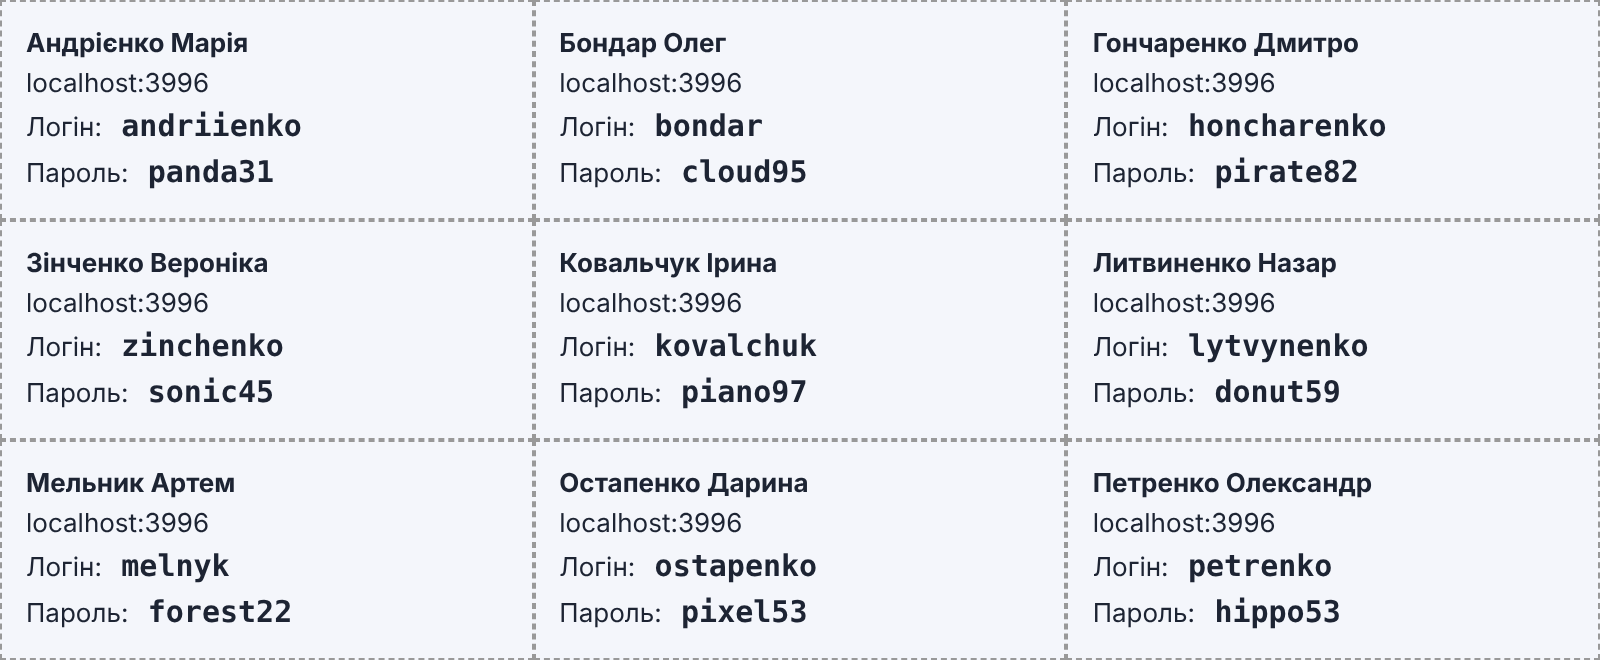 Андрієнко Марія
localhost:3996
Логін: andriienko
Пароль: panda31
Бондар Олег
localhost:3996
Логін: bondar
Пароль: cloud95
Гончаренко Дмитро
localhost:3996
Логін: honcharenko
Пароль: pirate82
Зінченко Вероніка
localhost:3996
Логін: zinchenko
Пароль: sonic45
Ковальчук Ірина
localhost:3996
Логін: kovalchuk
Пароль: piano97
Литвиненко Назар
localhost:3996
Логін: lytvynenko
Пароль: donut59
Мельник Артем
localhost:3996
Логін: melnyk
Пароль: forest22
Остапенко Дарина
localhost:3996
Логін: ostapenko
Пароль: pixel53
Петренко Олександр
localhost:3996
Логін: petrenko
Пароль: hippo53